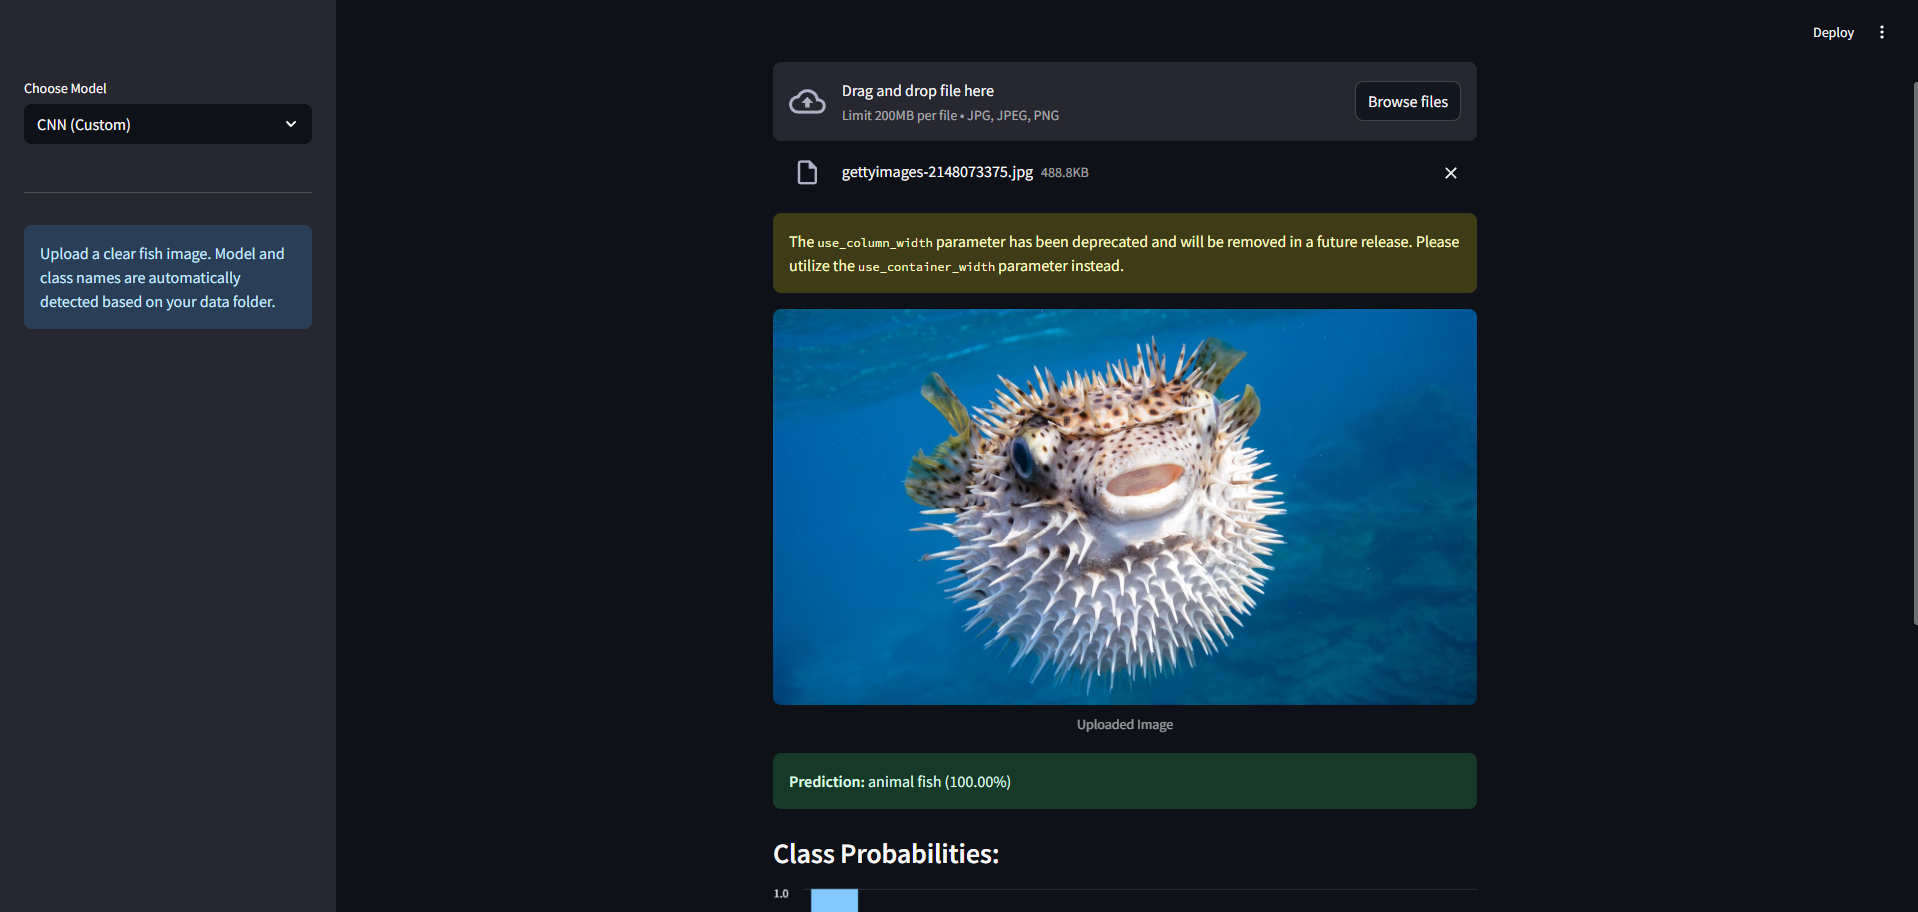 Deploy
Choose Model
CNN (Custom)
Upload a clear fish image. Model and
class names are automatically
detected based on your data folder.
Drag and drop file here
Limit 200MB per file • JPG, JPEG, PNG
Browse files
gettyimages-2148073375.jpg 488.8KB
The use_column_width parameter has been deprecated and will be removed in a future release. Please
utilize the use_container_width parameter instead.
Uploaded Image
Prediction: animal fish (100.00%)
Class Probabilities:
1.0